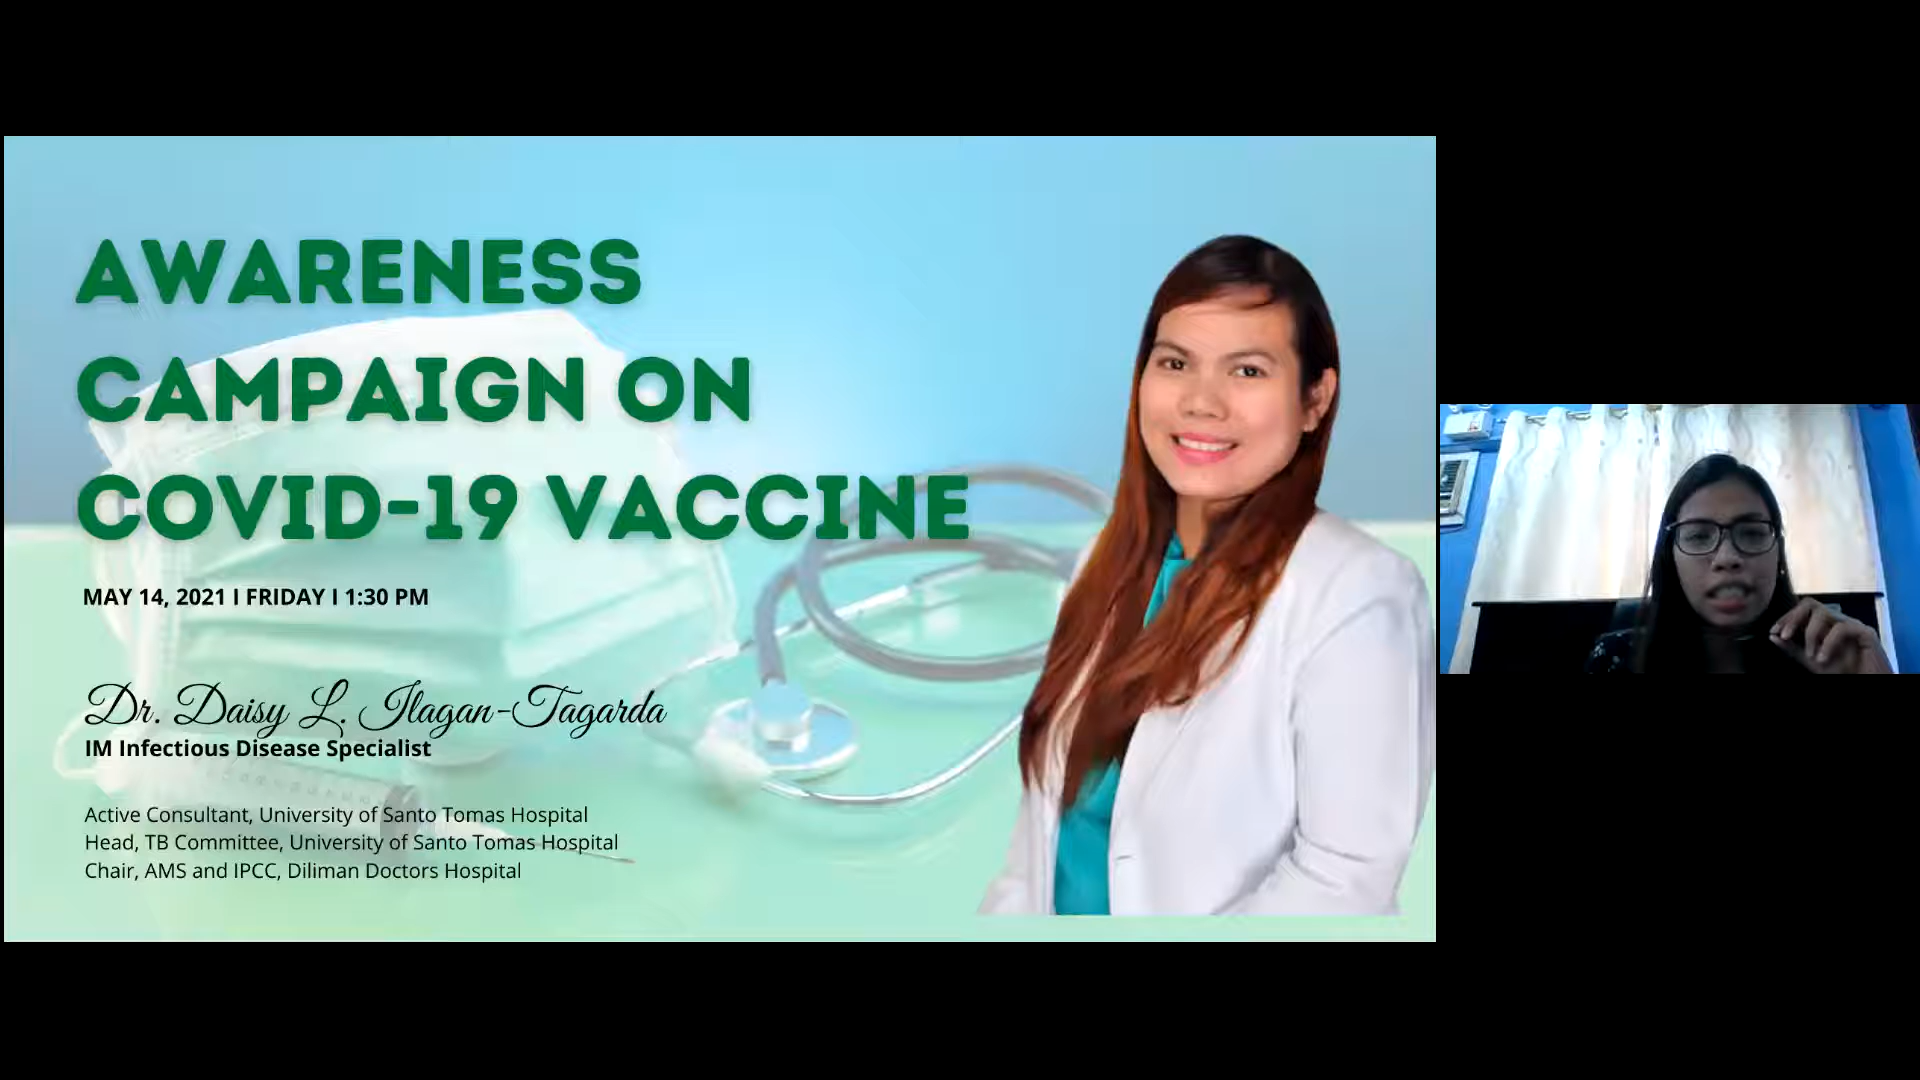 AWARENESS
CAMPAIGN ON
COVID-19 VACCINE
MAY 14, 2021 I FRIDAY I 1:30 PM
Dr. Daisy L. Ilagan-Tagarda
IM Infectious Disease Specialist
Active Consultant, University of Santo Tomas Hospital
Head, TB Committee, University of Santo Tomas Hospital
Chair, AMS and IPCC, Diliman Doctors Hospital